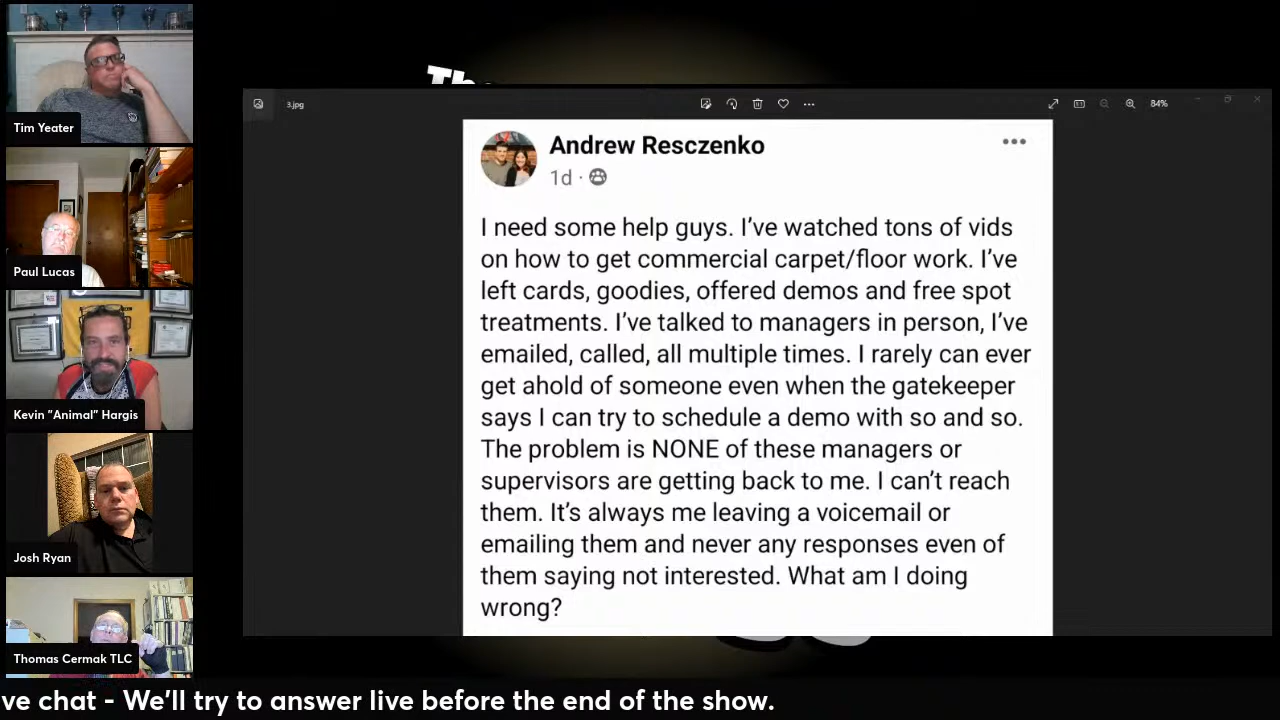 Tim Yeater
Paul Lucas
Kevin "Animal" Hargis
Josh Ryan
Thomas Cermak TLC
The
3.jpg
84%
Andrew Resczenko
1d ·
I need some help guys. I've watched tons of vids
on how to get commercial carpet/floor work. I've
left cards, goodies, offered demos and free spot
treatments. I've talked to managers in person, I've
emailed, called, all multiple times. I rarely can ever
get ahold of someone even when the gatekeeper
says I can try to schedule a demo with so and so.
The problem is NONE of these managers or
supervisors are getting back to me. I can't reach
them. It's always me leaving a voicemail or
emailing them and never any responses even of
them saying not interested. What am I doing
wrong?
ve chat - We'll try to answer live before the end of the show.